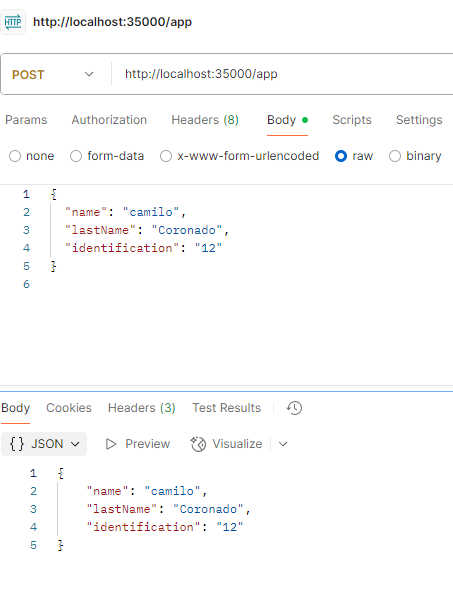 HTTP http://localhost:35000/app
POST http://localhost:35000/app
Params Authorization Headers (8) Body Scripts Settings
none form-data x-www-form-urlencoded raw binary
1 {
2 "name": "camilo",
3 "lastName": "Coronado",
4 "identification": "12"
5 }
6
Body Cookies Headers (3) Test Results
{} JSON Preview Visualize
1 {
2 "name": "camilo",
3 "lastName": "Coronado",
4 "identification": "12"
5 }